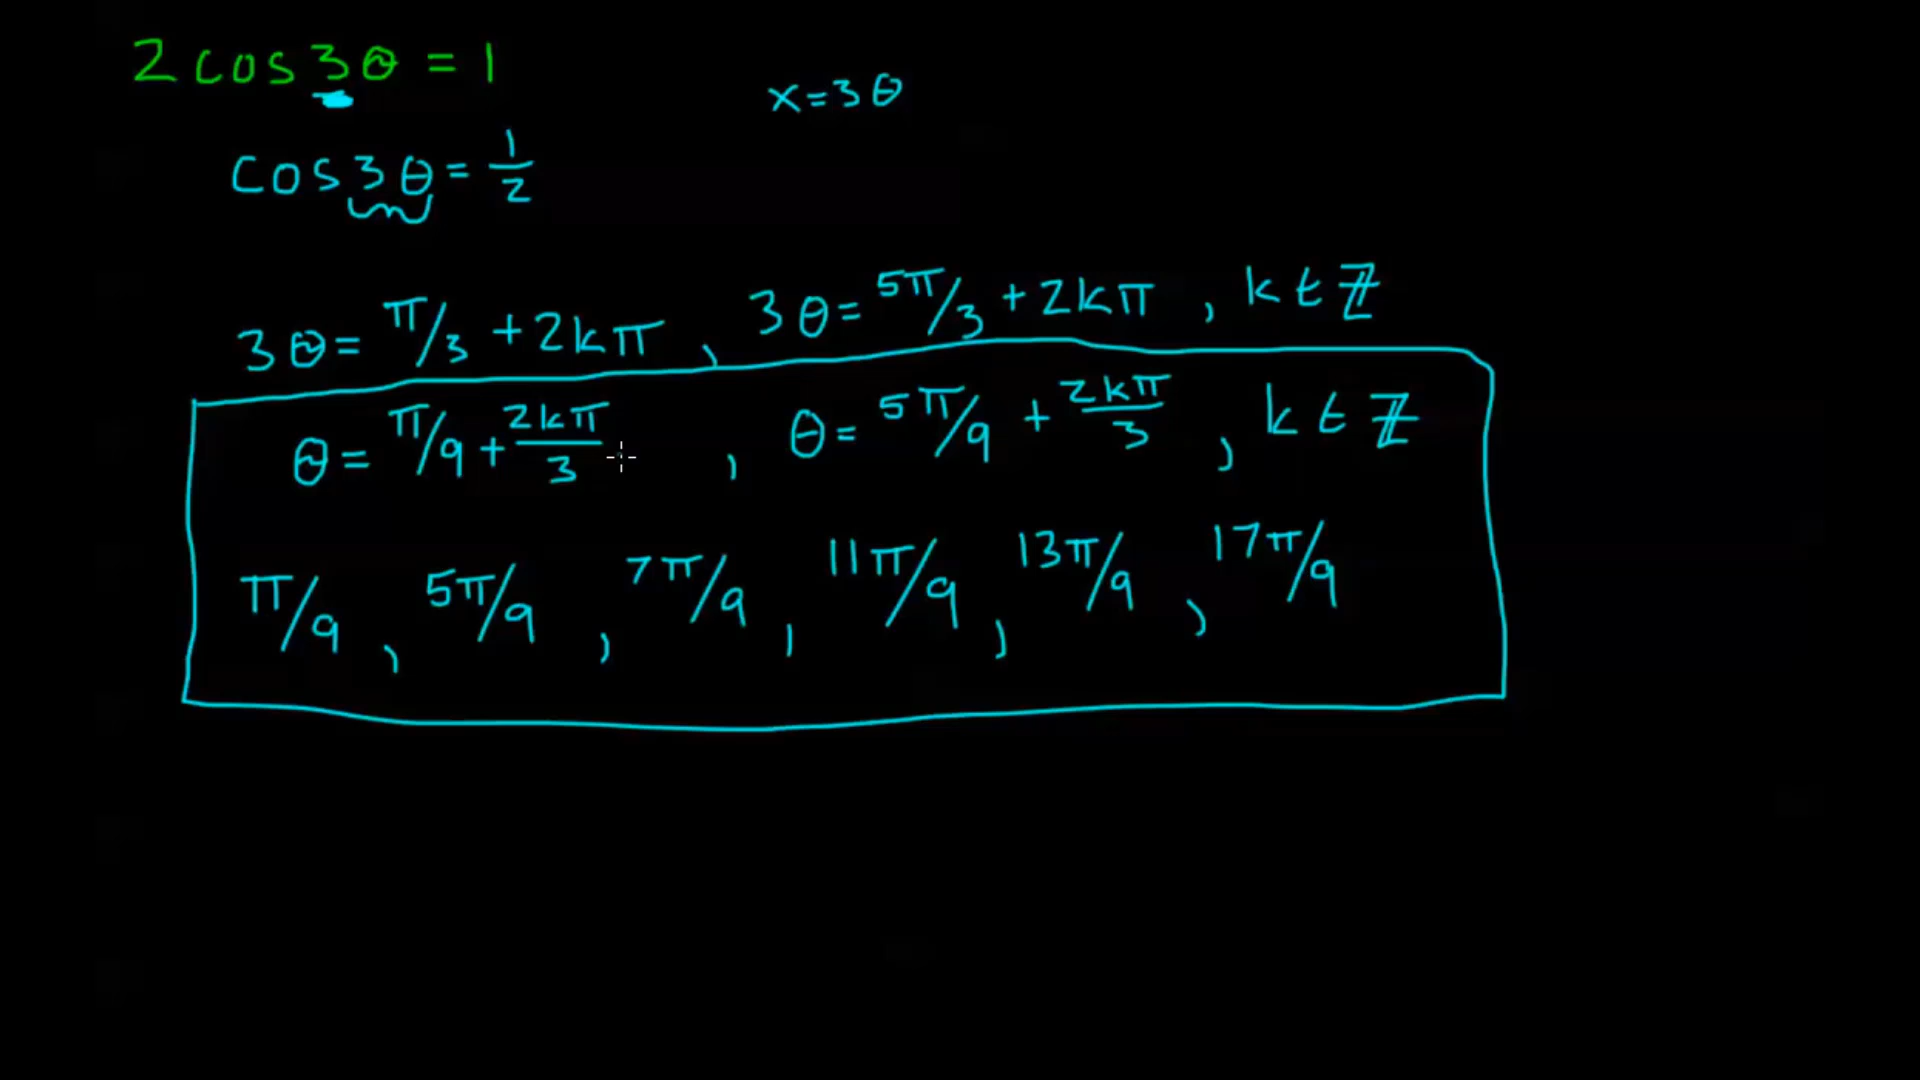 2cos3θ = 1
x=3θ
cos3θ = 1/2
3θ = π/3 + 2kπ , 3θ = 5π/3 + 2kπ , k ∈ ℤ
θ = π/9 + 2kπ/3 , θ = 5π/9 + 2kπ/3 , k ∈ ℤ
π/9 , 5π/9 , 7π/9 , 11π/9 , 13π/9 , 17π/9